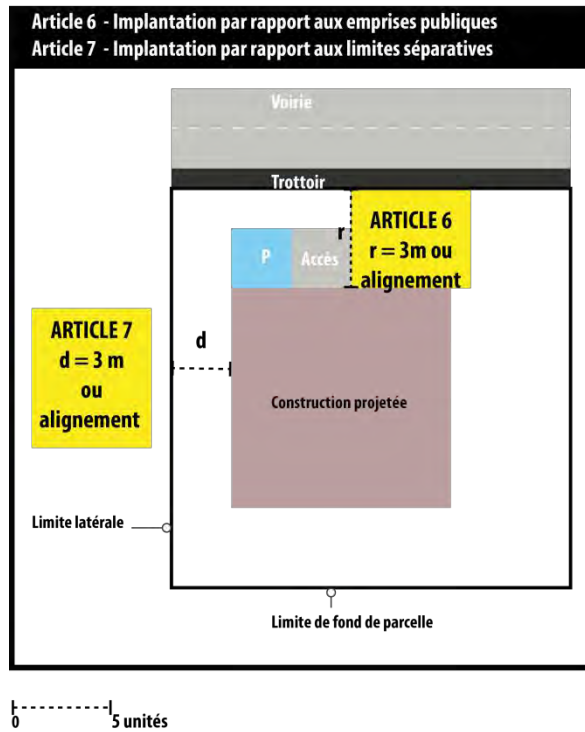 Article 6 - Implantation par rapport aux emprises publiques
Article 7 - Implantation par rapport aux limites séparatives
Voirie
Trottoir
r
ARTICLE 6
r = 3m ou
alignement
P
Accès
ARTICLE 7
d = 3 m
ou
alignement
d
Construction projetée
Limite latérale
Limite de fond de parcelle
0
5 unités